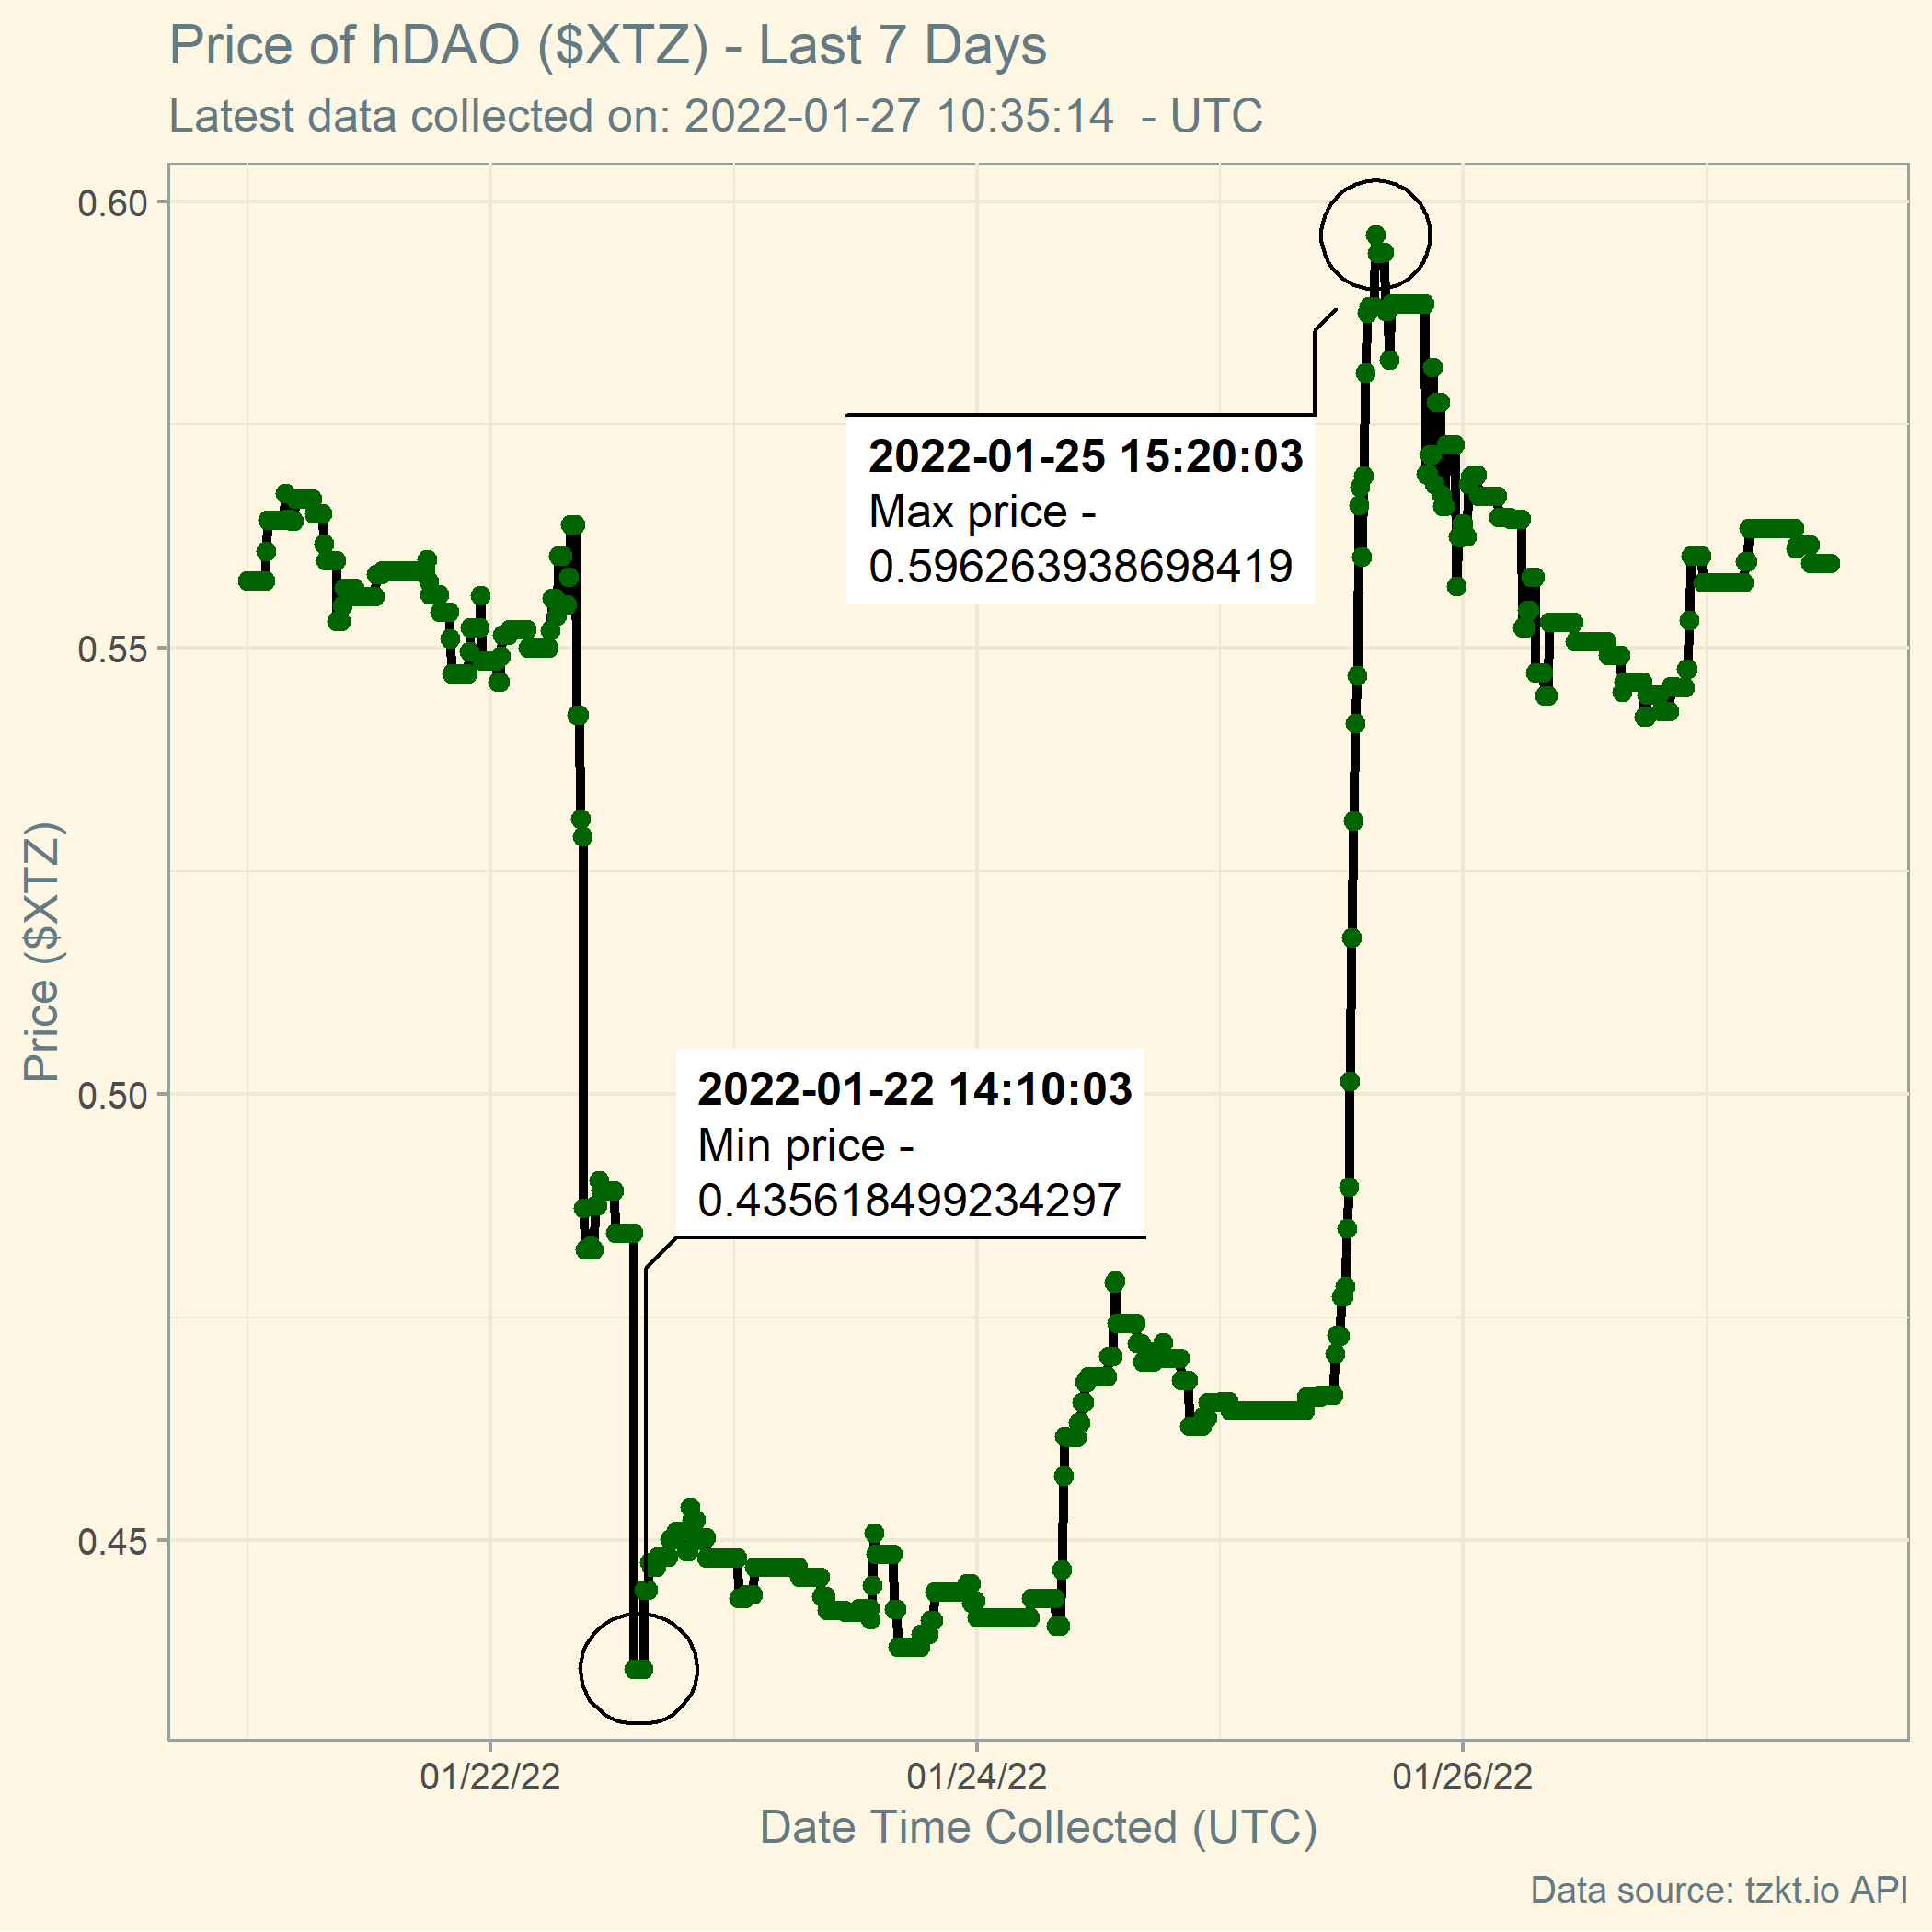 Price of hDAO ($XTZ) - Last 7 Days
Latest data collected on: 2022-01-27 10:35:14  - UTC
0.60
0.55
0.50
0.45
Price ($XTZ)
2022-01-25 15:20:03
Max price -
0.596263938698419
2022-01-22 14:10:03
Min price -
0.435618499234297
01/22/22
01/24/22
01/26/22
Date Time Collected (UTC)
Data source: tzkt.io API